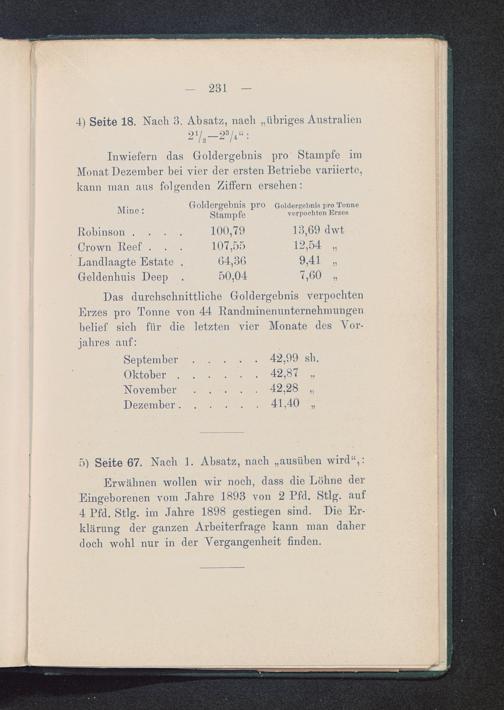 — 231 —
4) Seite 18. Nach 3. Absatz, nach „übriges Australien
2¹/₂—2³/₄“:
Inwiefern das Goldergebnis pro Stampfe im
Monat Dezember bei vier der ersten Betriebe variierte,
kann man aus folgenden Ziffern ersehen:
Mine: Goldergebnis pro Stampfe Goldergebnis pro Tonne verpochten Erzes
Robinson . . . . 100,79 13,69 dwt
Crown Reef . . . 107,55 12,54 „
Landlaagte Estate . 64,36 9,41 „
Geldenhuis Deep . 50,04 7,60 „
Das durchschnittliche Goldergebnis verpochten
Erzes pro Tonne von 44 Randminenunternehmungen
belief sich für die letzten vier Monate des Vor-
jahres auf:
September . . . . . 42,99 sh.
Oktober . . . . . . 42,87 „
November . . . . . 42,28 „
Dezember . . . . . . 41,40 „
5) Seite 67. Nach 1. Absatz, nach „ausüben wird“,:
Erwähnen wollen wir noch, dass die Löhne der
Eingeborenen vom Jahre 1893 von 2 Pfd. Stlg. auf
4 Pfd. Stlg. im Jahre 1898 gestiegen sind. Die Er-
klärung der ganzen Arbeiterfrage kann man daher
doch wohl nur in der Vergangenheit finden.